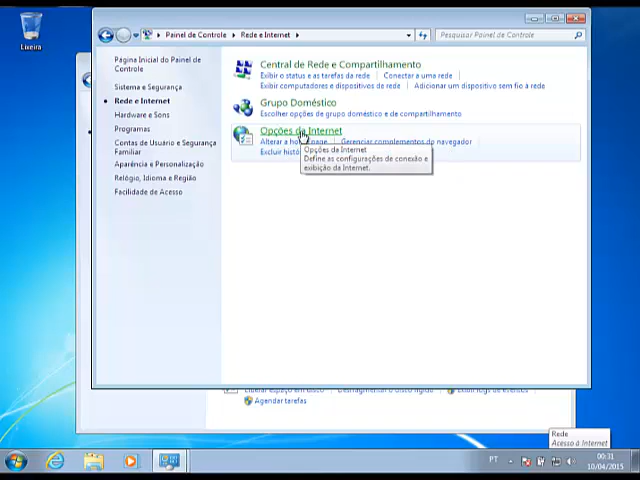 Lixeira
Painel de Controle
Rede e Internet
Pesquisar Painel de Controle
Página Inicial do Painel de
Controle
Sistema e Segurança
Rede e Internet
Hardware e Sons
Programas
Contas de Usuário e Segurança
Familiar
Aparência e Personalização
Relógio, Idioma e Região
Facilidade de Acesso
Central de Rede e Compartilhamento
Exibir o status e as tarefas da rede
Conectar a uma rede
Exibir computadores e dispositivos da rede
Adicionar um dispositivo sem fio à rede
Grupo Doméstico
Escolher opções de grupo doméstico e de compartilhamento
Opções da Internet
Alterar a home page
Gerenciar complementos do navegador
Excluir
Opções da Internet
Define as configurações de conexão e
exibição da Internet.
Agendar tarefas
Rede
Acesso à Internet
PT
00:31
10/04/2015